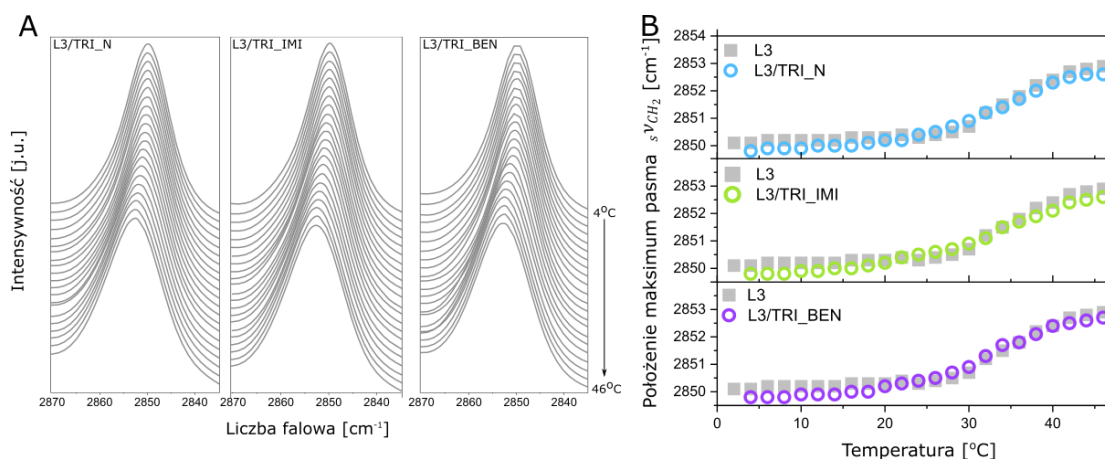 A
L3/TRI_N
L3/TRI_IMI
L3/TRI_BEN
Intensywność [j.u.]
4°C
46°C
2870 2860 2850 2840
2870 2860 2850 2840
2870 2860 2850 2840
Liczba falowa [cm⁻¹]
B
Położenie maksimum pasma sνCH₂ [cm⁻¹]
2854
2853
2852
2851
2850
L3
L3/TRI_N
2853
2852
2851
2850
L3
L3/TRI_IMI
2853
2852
2851
2850
L3
L3/TRI_BEN
0 10 20 30 40
Temperatura [°C]